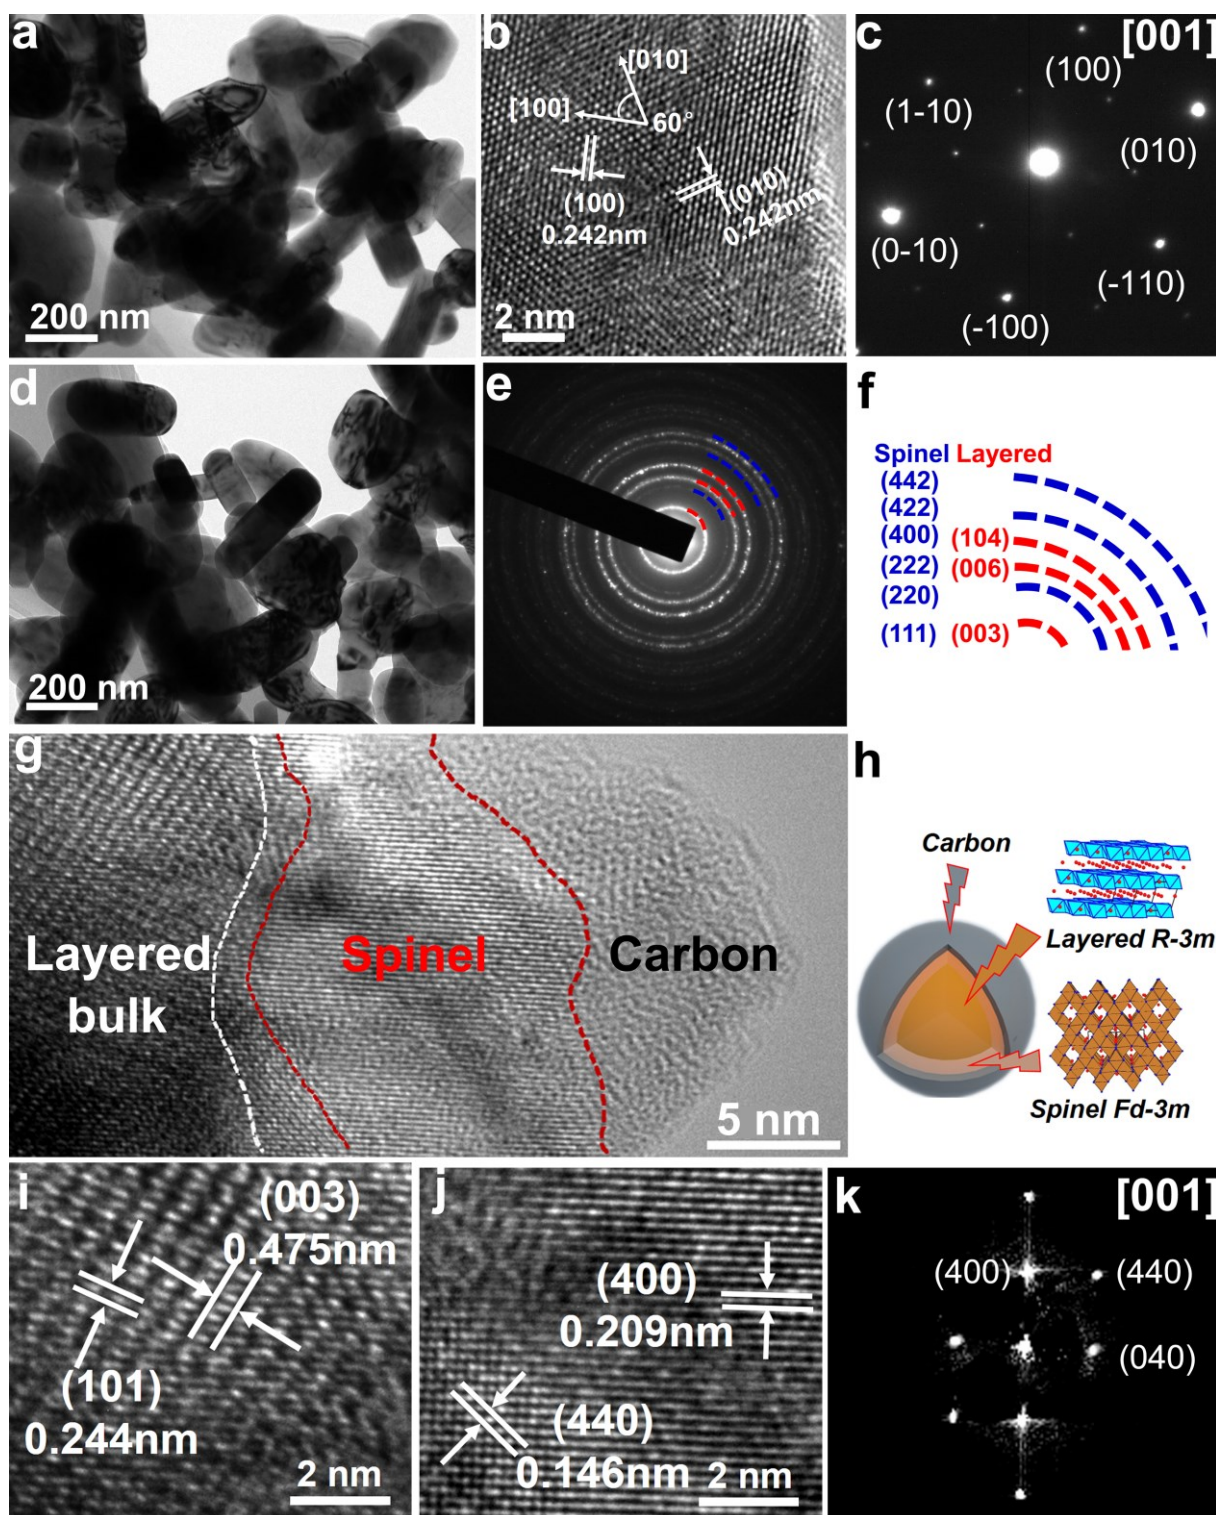 a
200 nm
b
[010]
[100]
60°
(100)
0.242nm
(010)
0.242nm
2 nm
c
[001]
(100)
(1-10)
(010)
(0-10)
(-110)
(-100)
d
200 nm
e
f
Spinel Layered
(442)
(422)
(400) (104)
(222) (006)
(220)
(111) (003)
g
Layered
bulk
Spinel
Carbon
5 nm
h
Carbon
Layered R-3m
Spinel Fd-3m
i
(003)
0.475nm
(101)
0.244nm
2 nm
j
(400)
0.209nm
(440)
0.146nm
2 nm
k
[001]
(400)
(440)
(040)